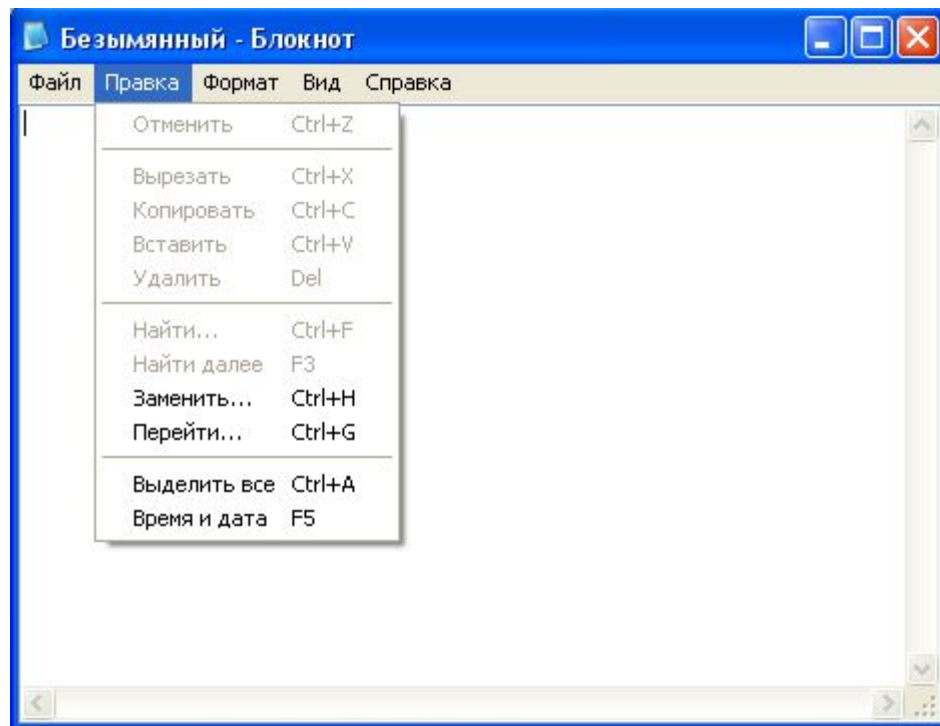 Безымянный - Блокнот
Файл Правка Формат Вид Справка
Отменить Ctrl+Z
Вырезать Ctrl+X
Копировать Ctrl+C
Вставить Ctrl+V
Удалить Del
Найти... Ctrl+F
Найти далее F3
Заменить... Ctrl+H
Перейти... Ctrl+G
Выделить все Ctrl+A
Время и дата F5